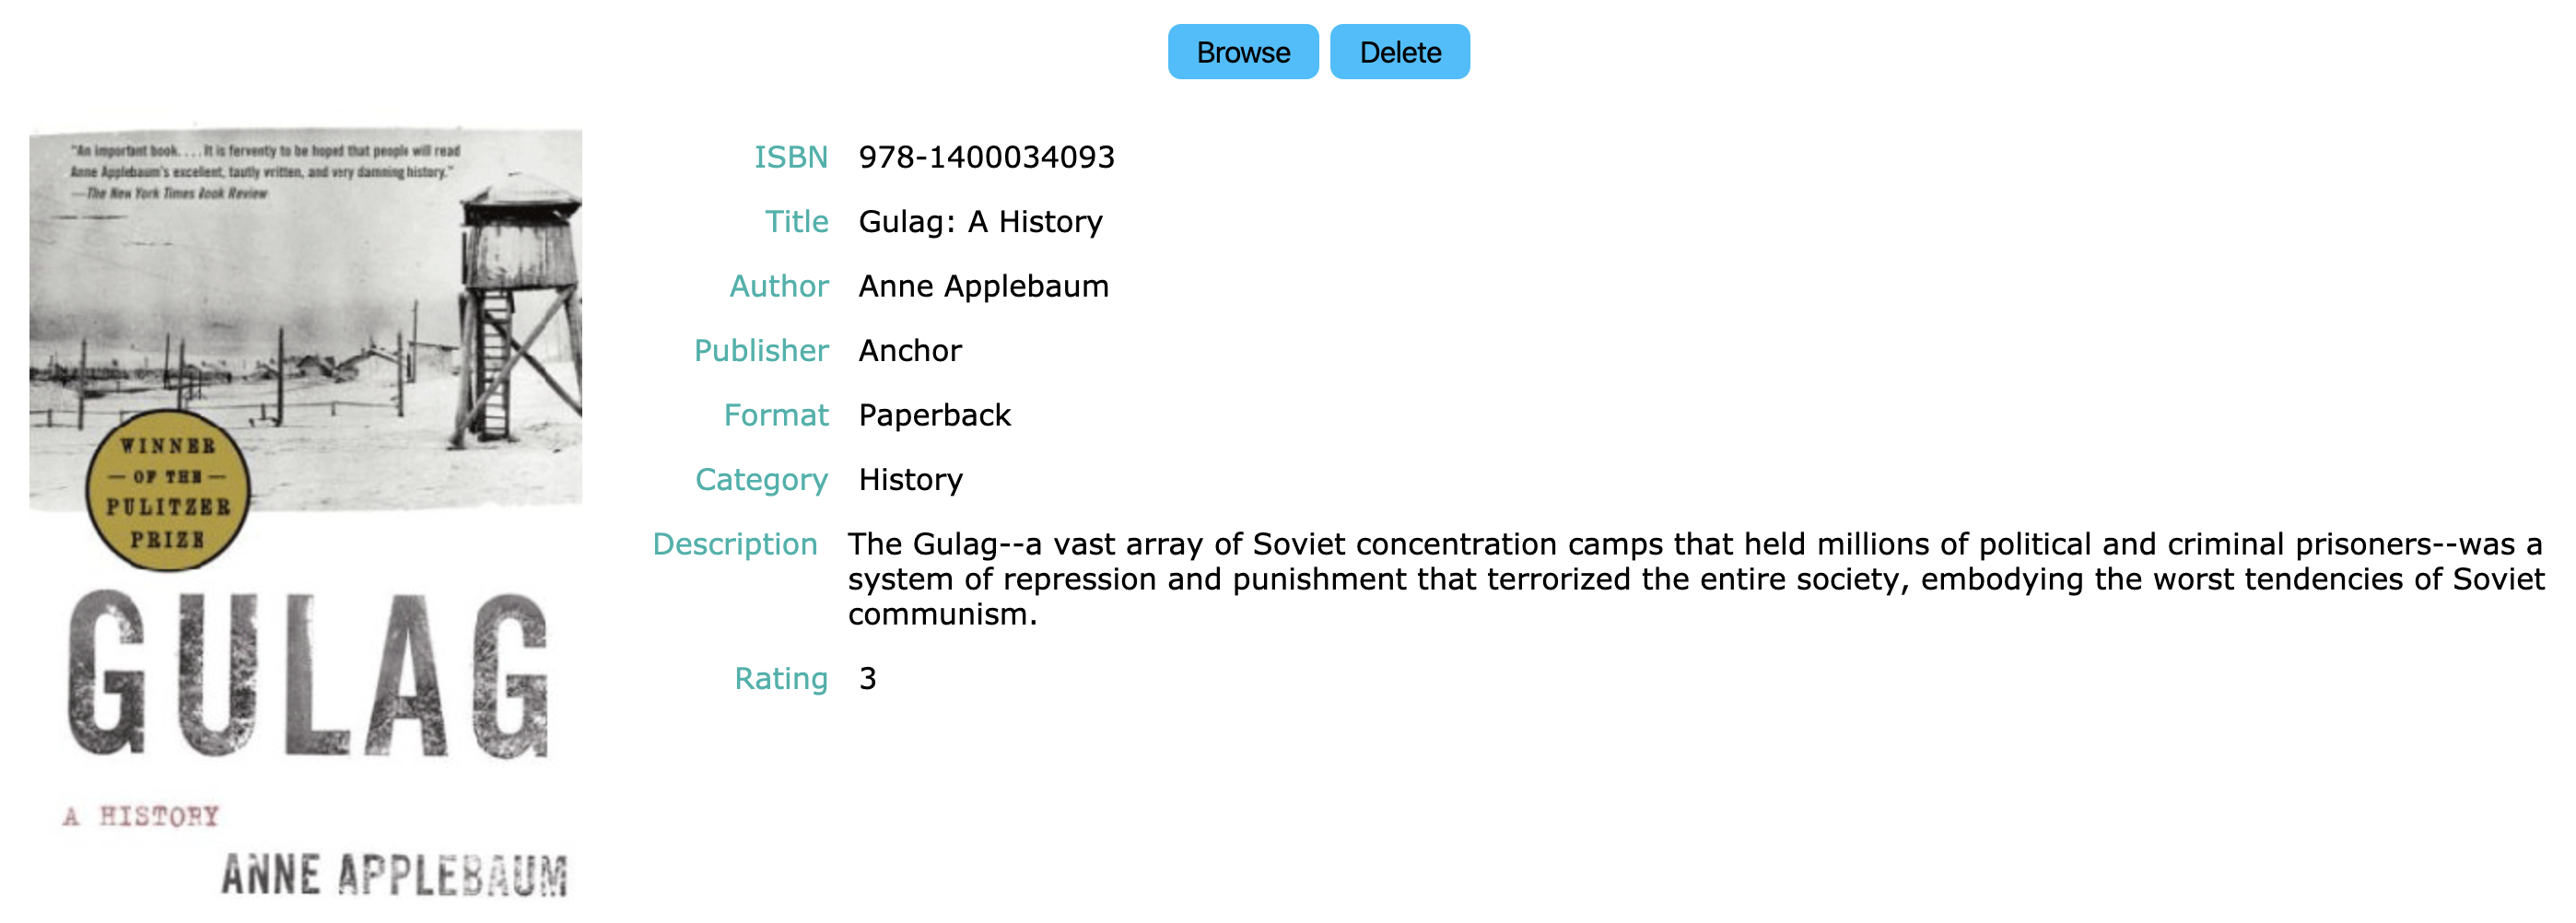 Browse Delete
"An important book. . . . It is ferventy to be hoped that people will read
Anne Applebaum's excellent, tautly written, and very damning history."
—The New York Times Book Review
WINNER
— OF THE —
PULITZER
PRIZE
GULAG
A HISTORY
ANNE APPLEBAUM
ISBN 978-1400034093
Title Gulag: A History
Author Anne Applebaum
Publisher Anchor
Format Paperback
Category History
Description The Gulag--a vast array of Soviet concentration camps that held millions of political and criminal prisoners--was a
system of repression and punishment that terrorized the entire society, embodying the worst tendencies of Soviet
communism.
Rating 3